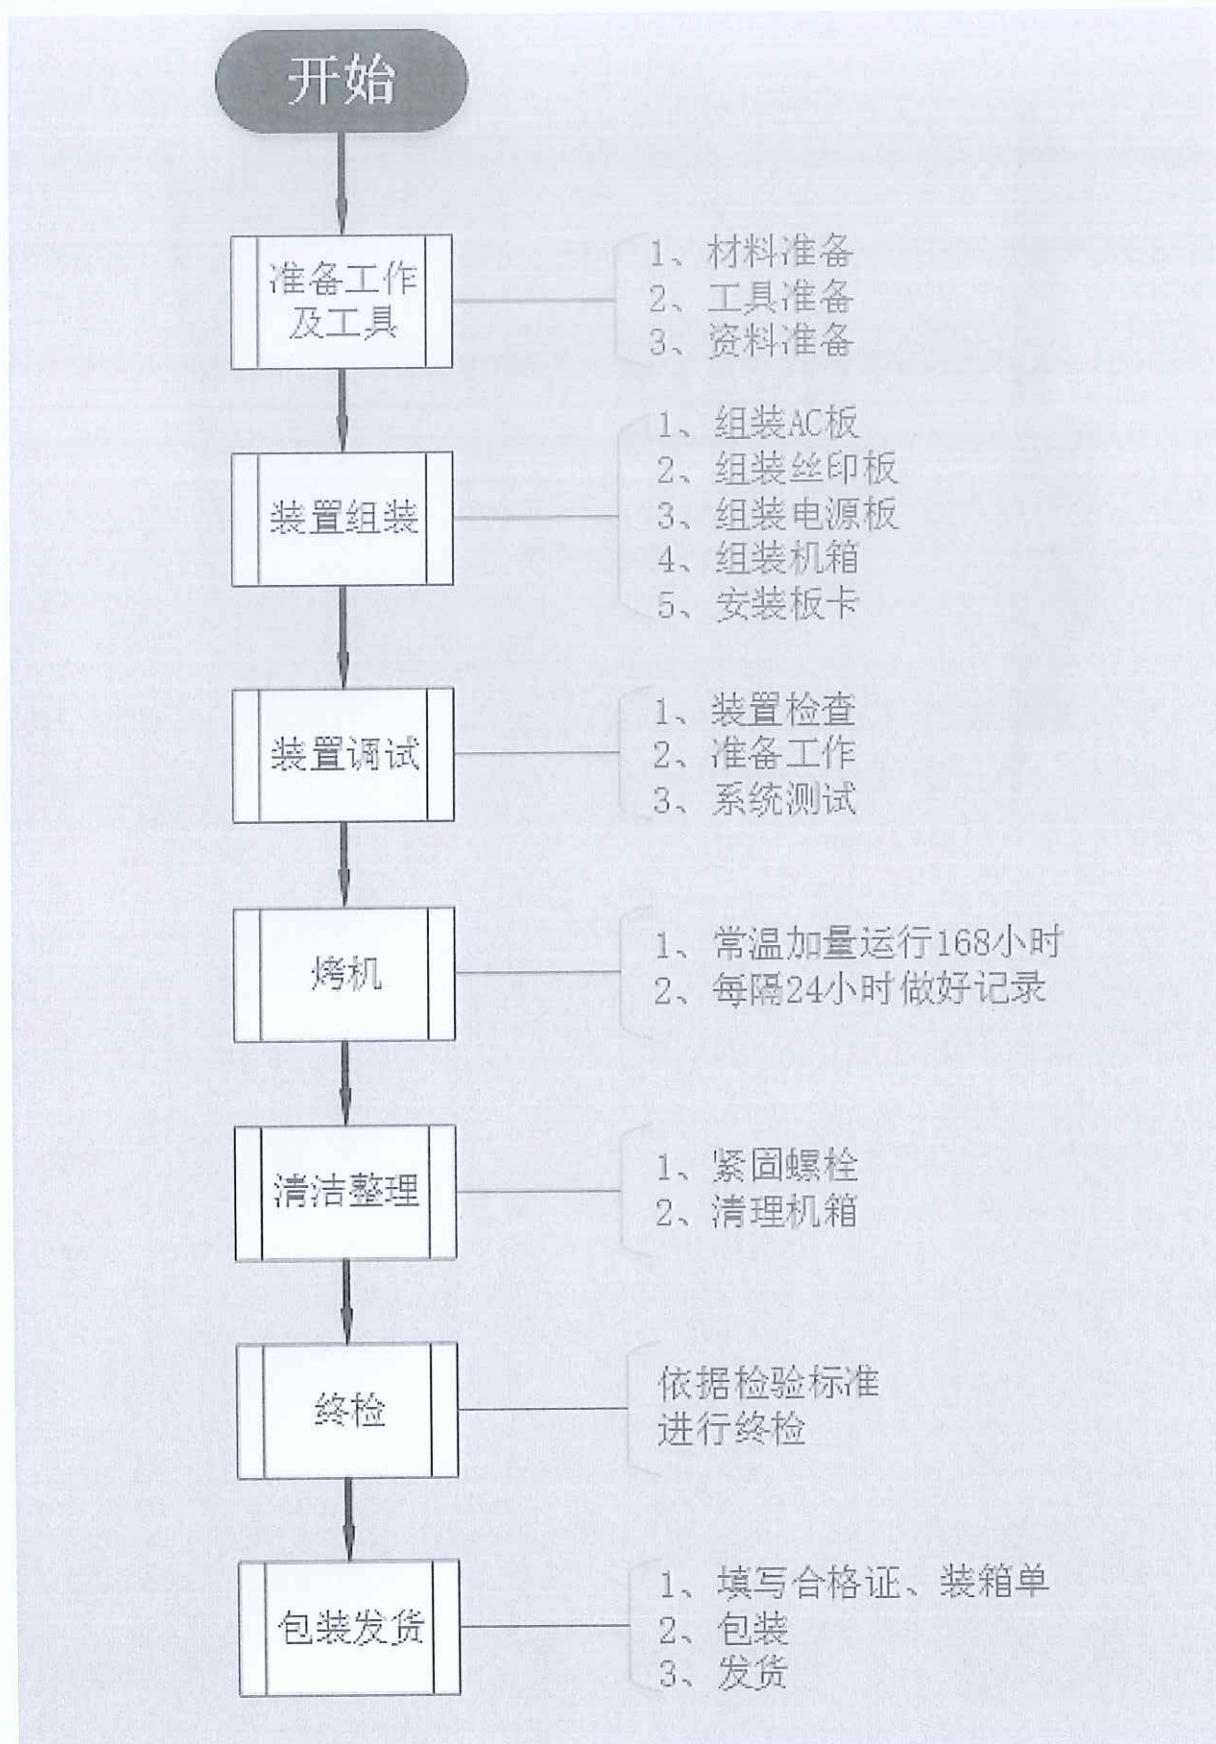 开始
准备工作
及工具
1、材料准备
2、工具准备
3、资料准备
装置组装
1、组装AC板
2、组装丝印板
3、组装电源板
4、组装机箱
5、安装板卡
装置调试
1、装置检查
2、准备工作
3、系统测试
烤机
1、常温加量运行168小时
2、每隔24小时做好记录
清洁整理
1、紧固螺栓
2、清理机箱
终检
依据检验标准
进行终检
包装发货
1、填写合格证、装箱单
2、包装
3、发货